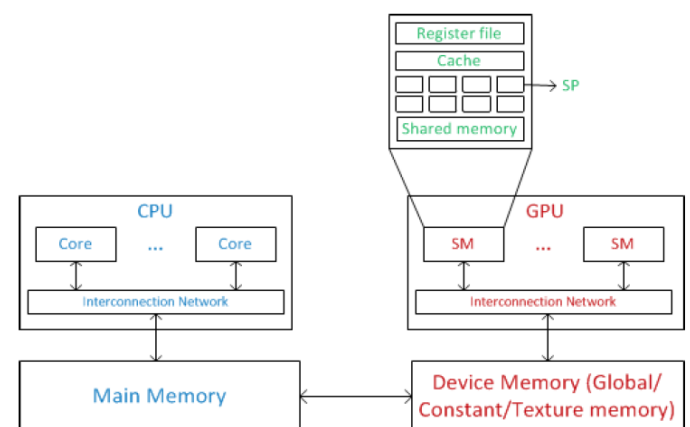 Register file
Cache
SP
Shared memory
CPU
Core ... Core
Interconnection Network
Main Memory
GPU
SM ... SM
Interconnection Network
Device Memory (Global/
Constant/Texture memory)